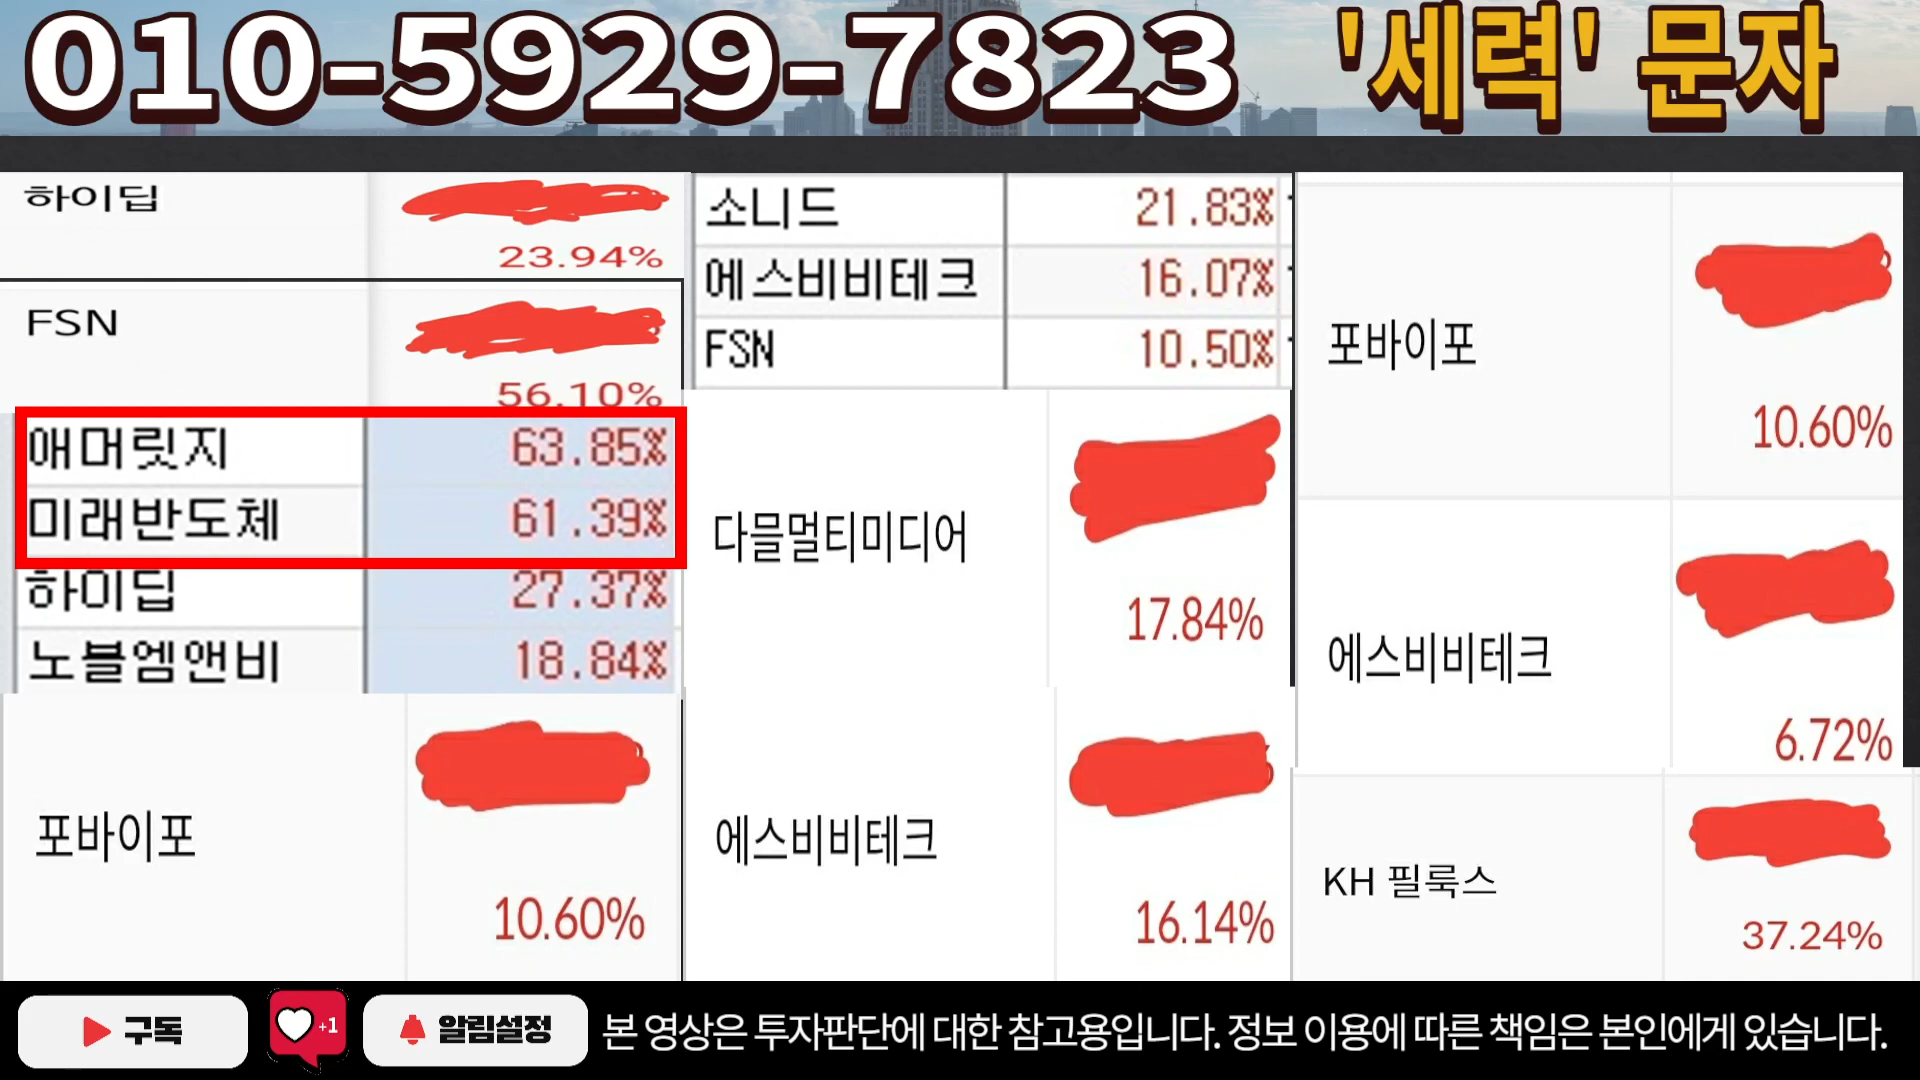 010-5929-7823 '세력' 문자
하이딥
23.94%
FSN
56.10%
애머릿지 63.85%
미래반도체 61.39%
하이딥 27.37%
노블엠앤비 18.84%
포바이포
10.60%
소니드 21.83%
에스비비테크 16.07%
FSN 10.50%
다믈멀티미디어
17.84%
에스비비테크
16.14%
포바이포
10.60%
에스비비테크
6.72%
KH 필룩스
37.24%
구독 +1 알림설정 본 영상은 투자판단에 대한 참고용입니다. 정보 이용에 따른 책임은 본인에게 있습니다.